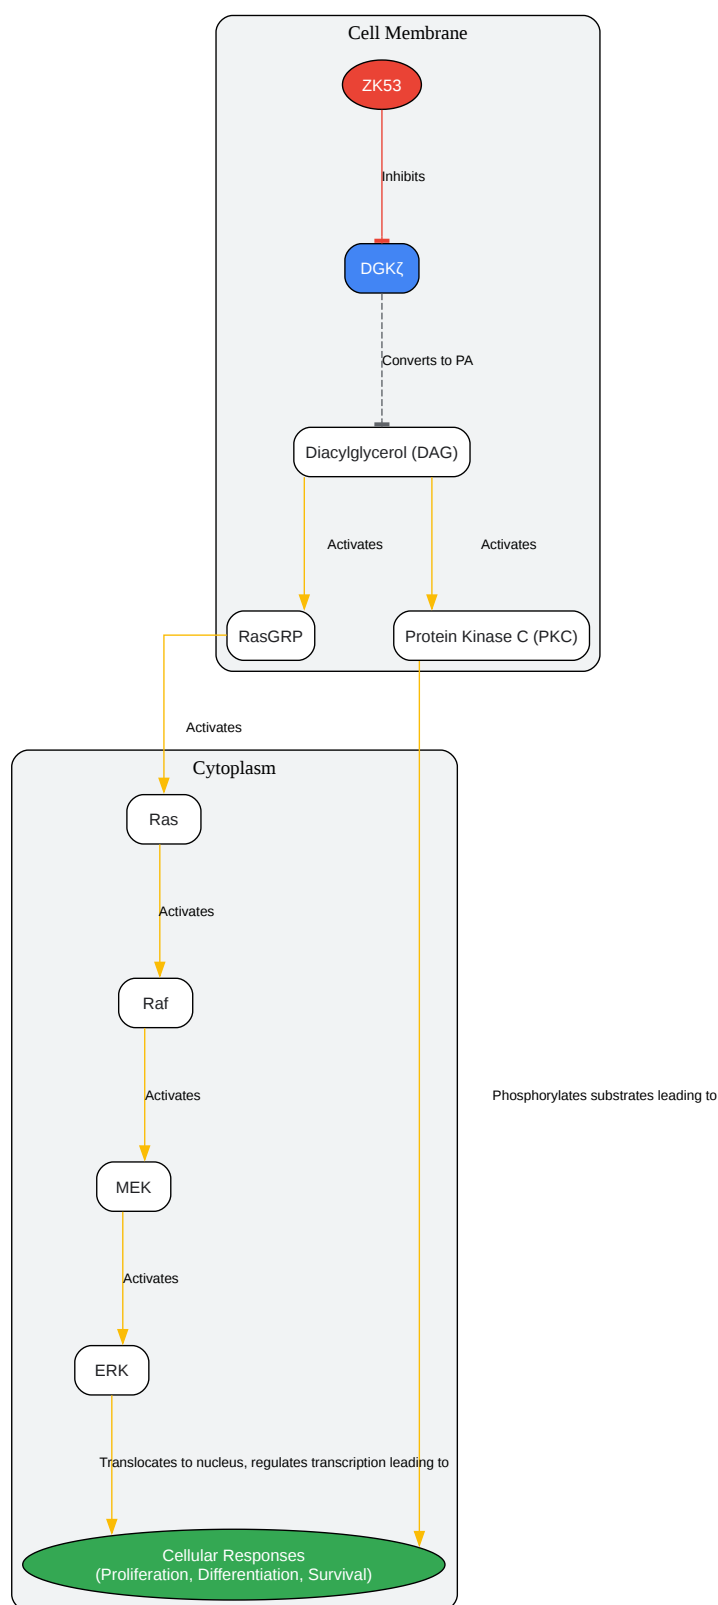 Cell Membrane
ZK53
Inhibits
DGKζ
Converts to PA
Diacylglycerol (DAG)
Activates
Activates
RasGRP
Protein Kinase C (PKC)
Activates
Cytoplasm
Ras
Activates
Raf
Activates
Phosphorylates substrates leading to
MEK
Activates
ERK
Translocates to nucleus, regulates transcription leading to
Cellular Responses
(Proliferation, Differentiation, Survival)